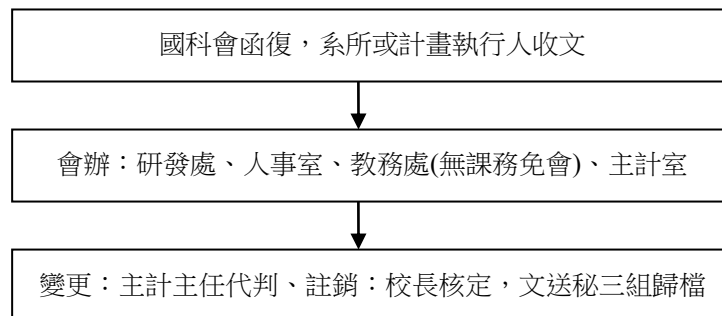 國科會函復，系所或計畫執行人收文
會辦：研發處、人事室、教務處(無課務免會)、主計室
變更：主計主任代判、註銷：校長核定，文送秘三組歸檔